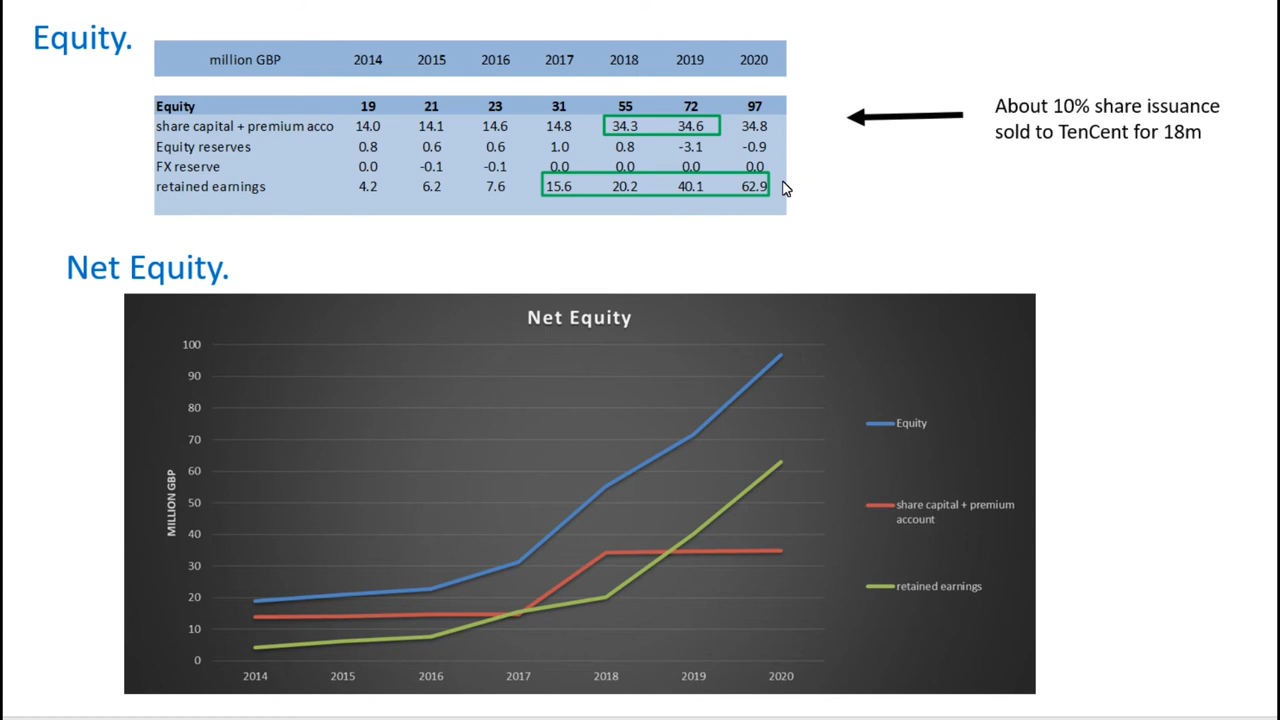 Equity.
million GBP 2014 2015 2016 2017 2018 2019 2020
Equity 19 21 23 31 55 72 97
share capital + premium acco 14.0 14.1 14.6 14.8 34.3 34.6 34.8
Equity reserves 0.8 0.6 0.6 1.0 0.8 -3.1 -0.9
FX reserve 0.0 -0.1 -0.1 0.0 0.0 0.0 0.0
retained earnings 4.2 6.2 7.6 15.6 20.2 40.1 62.9
About 10% share issuance
sold to TenCent for 18m
Net Equity.
Net Equity
MILLION GBP
100
90
80
70
60
50
40
30
20
10
0
2014 2015 2016 2017 2018 2019 2020
Equity
share capital + premium
account
retained earnings